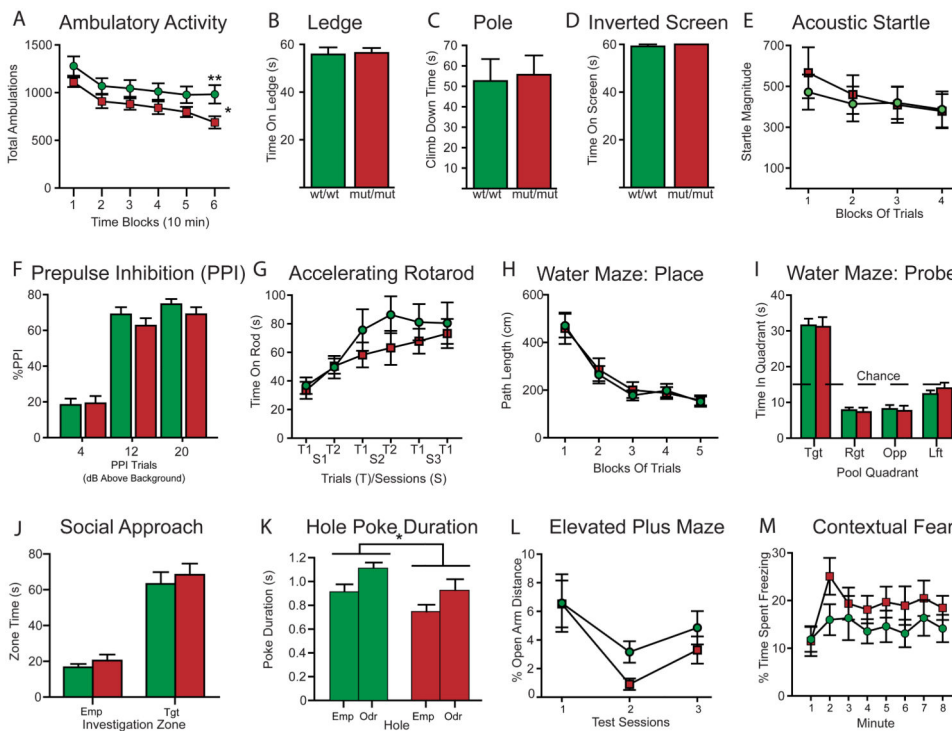 A Ambulatory Activity
Total Ambulations
1500
1250
1000
750
500
250
0
**
*
1 2 3 4 5 6
Time Blocks (10 min)
B Ledge
Time On Ledge (s)
60
40
20
60
wt/wt mut/mut
C Pole
Climb Down Time (s)
60
50
40
30
20
10
0
wt/wt mut/mut
D Inverted Screen
Time On Screen (s)
60
40
20
60
wt/wt mut/mut
E Acoustic Startle
Startle Magnitude
700
500
300
100
0
1 2 3 4
Blocks Of Trials
F Prepulse Inhibition (PPI)
%PPI
80
60
40
20
0
4 12 20
PPI Trials
(dB Above Background)
G Accelerating Rotarod
Time On Rod (s)
100
80
60
40
20
0
T1 T2 T1 T2 T1 T1
S1 S2 S3
Trials (T)/Sessions (S)
H Water Maze: Place
Path Length (cm)
600
400
200
0
1 2 3 4 5
Blocks Of Trials
I Water Maze: Probe
Time In Quadrant (s)
40
30
20
10
0
Chance
Tgt Rgt Opp Lft
Pool Quadrant
J Social Approach
Zone Time (s)
80
60
40
20
0
Emp Tgt
Investigation Zone
K Hole Poke Duration
Poke Duration (s)
1.2
1.0
0.8
0.6
0.4
0.2
0
*
Emp Odr Emp Odr
Hole
L Elevated Plus Maze
% Open Arm Distance
10
8
6
4
2
0
1 2 3
Test Sessions
M Contextual Fear
% Time Spent Freezing
30
20
10
0
1 2 3 4 5 6 7 8
Minute